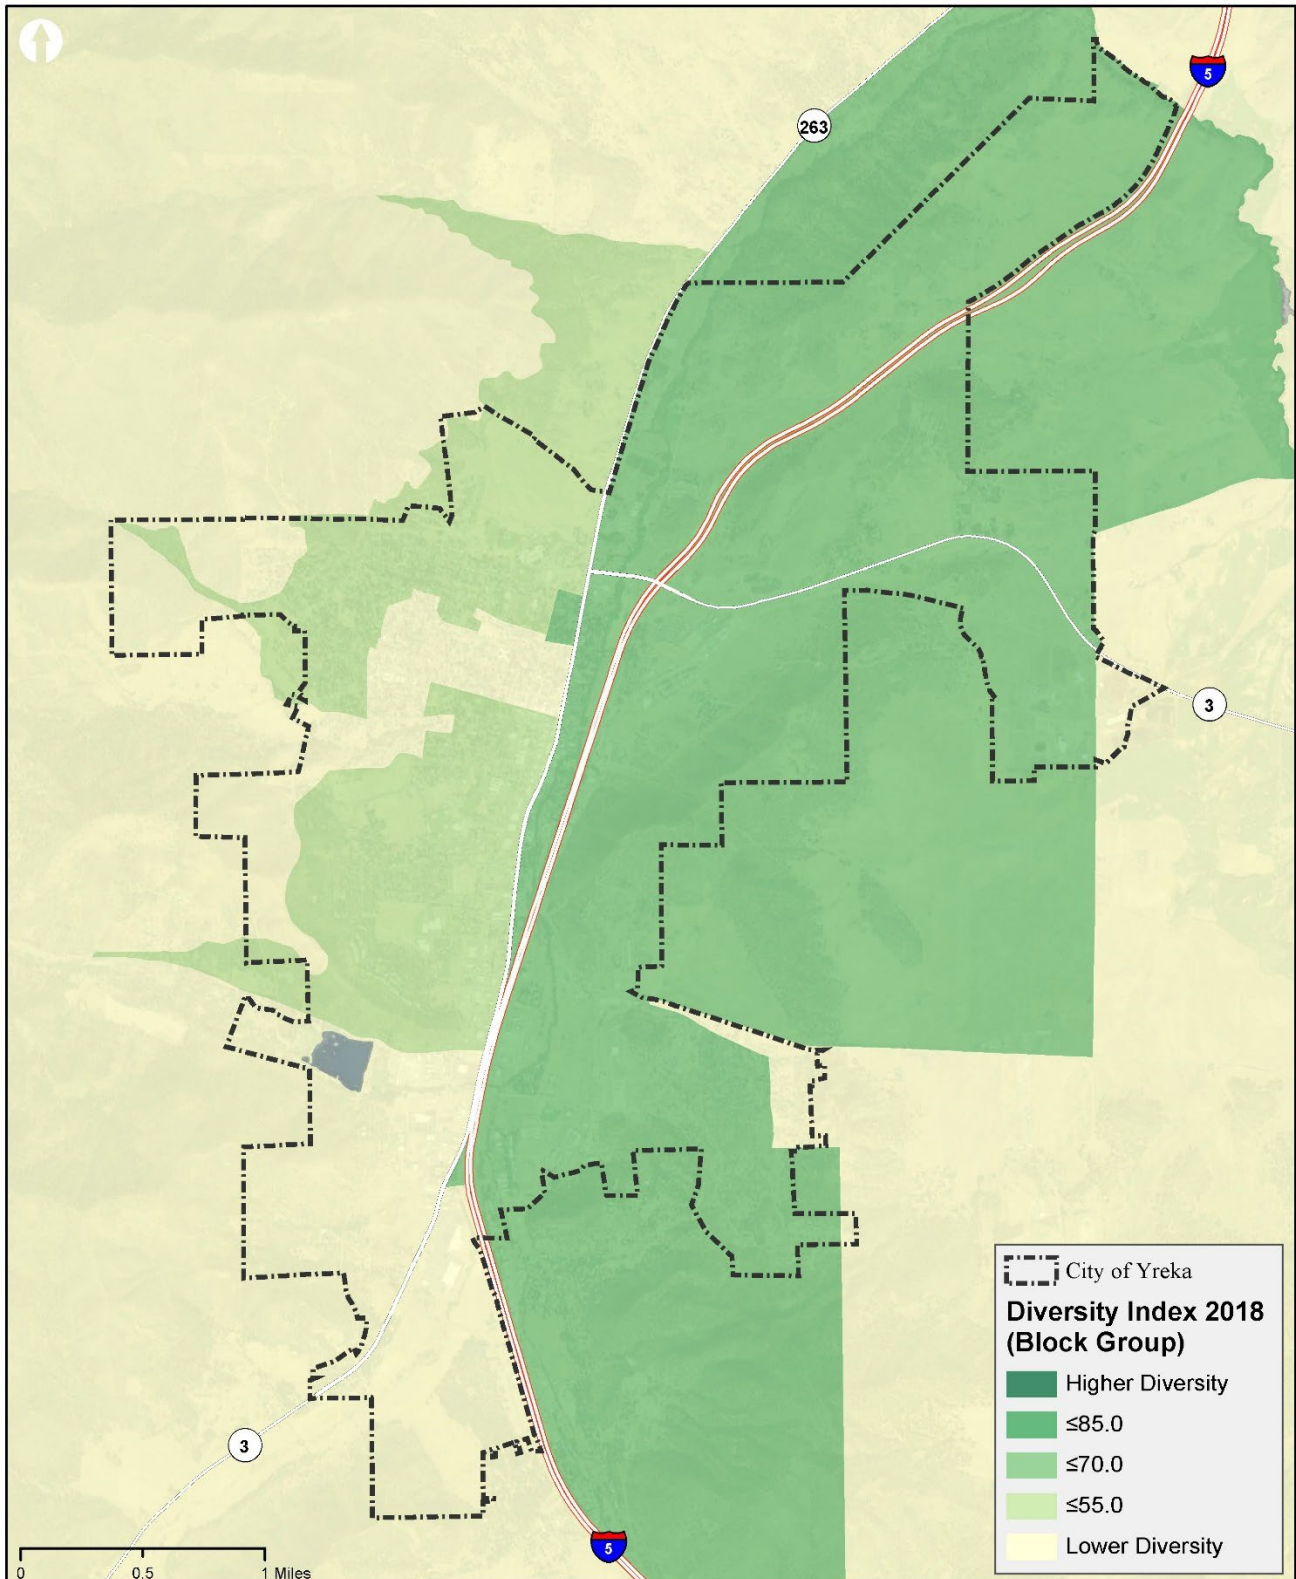 5
263
3
3
5
City of Yreka
Diversity Index 2018
(Block Group)
Higher Diversity
≤85.0
≤70.0
≤55.0
Lower Diversity
0 0.5 1 Miles